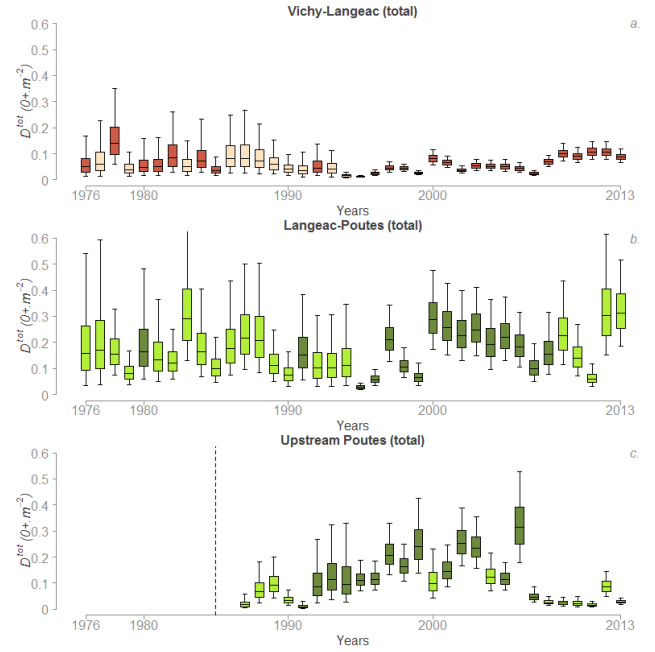 Vichy-Langeac (total)
a.
0.6
0.5
0.4
0.3
0.2
0.1
0
D^tot (0+.m^-2)
1976 1980 1990 2000 2013
Years
Langeac-Poutes (total)
b.
0.6
0.5
0.4
0.3
0.2
0.1
0
D^tot (0+.m^-2)
1976 1980 1990 2000 2013
Years
Upstream Poutes (total)
c.
0.6
0.5
0.4
0.3
0.2
0.1
0
D^tot (0+.m^-2)
1976 1980 1990 2000 2013
Years